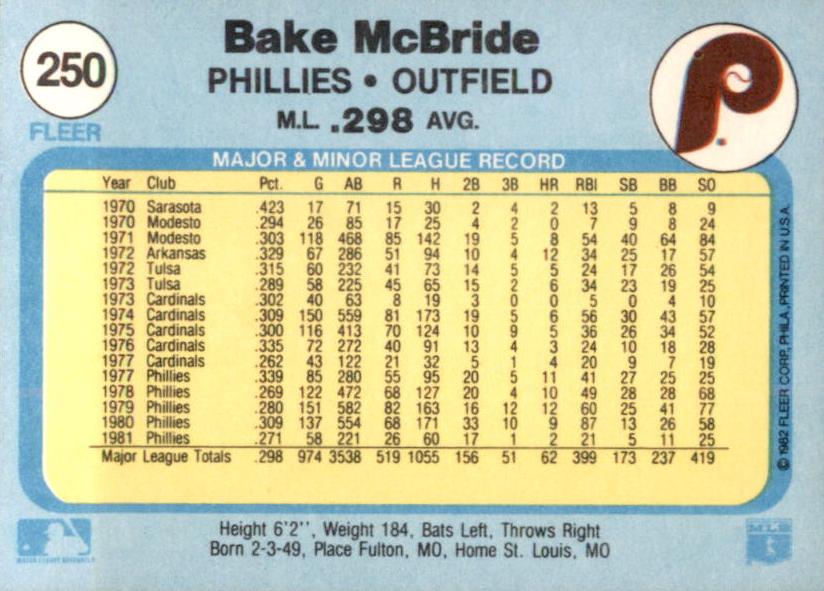 250
FLEER
Bake McBride
PHILLIES • OUTFIELD
M.L. .298 AVG.
P
MAJOR & MINOR LEAGUE RECORD
Year Club Pct. G AB R H 2B 3B HR RBI SB BB SO
1970 Sarasota .423 17 71 15 30 2 4 2 13 5 8 9
1970 Modesto .294 26 85 17 25 4 2 0 7 9 8 24
1971 Modesto .303 118 468 85 142 19 5 8 54 40 64 84
1972 Arkansas .329 67 286 51 94 10 4 12 34 25 17 57
1972 Tulsa .315 60 232 41 73 14 5 5 24 17 26 54
1973 Tulsa .289 58 225 45 65 15 2 6 34 23 19 25
1973 Cardinals .302 40 63 8 19 3 0 0 5 0 4 10
1974 Cardinals .309 150 559 81 173 19 5 6 56 30 43 57
1975 Cardinals .300 116 413 70 124 10 9 5 36 26 34 52
1976 Cardinals .335 72 272 40 91 13 4 3 24 10 18 28
1977 Cardinals .262 43 122 21 32 5 1 4 20 9 7 19
1977 Phillies .339 85 280 55 95 20 5 11 41 27 25 25
1978 Phillies .269 122 472 68 127 20 4 10 49 28 28 68
1979 Phillies .280 151 582 82 163 16 12 12 60 25 41 77
1980 Phillies .309 137 554 68 171 33 10 9 87 13 26 58
1981 Phillies .271 58 221 26 60 17 1 2 21 5 11 25
Major League Totals .298 974 3538 519 1055 156 51 62 399 173 237 419
© 1982 FLEER CORP., PHILA., PRINTED IN U.S.A.
Height 6'2'', Weight 184, Bats Left, Throws Right
Born 2-3-49, Place Fulton, MO, Home St. Louis, MO
MAJOR LEAGUE BASEBALL